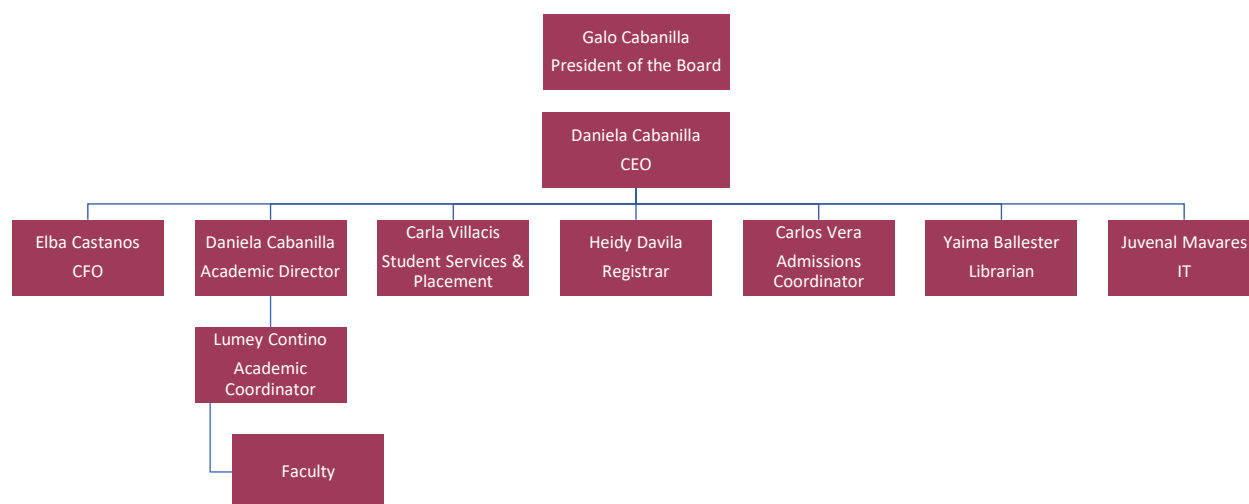 Galo Cabanilla
President of the Board
Daniela Cabanilla
CEO
Elba Castanos
CFO
Daniela Cabanilla
Academic Director
Carla Villacis
Student Services &
Placement
Heidy Davila
Registrar
Carlos Vera
Admissions
Coordinator
Yaima Ballester
Librarian
Juvenal Mavares
IT
Lumey Contino
Academic
Coordinator
Faculty